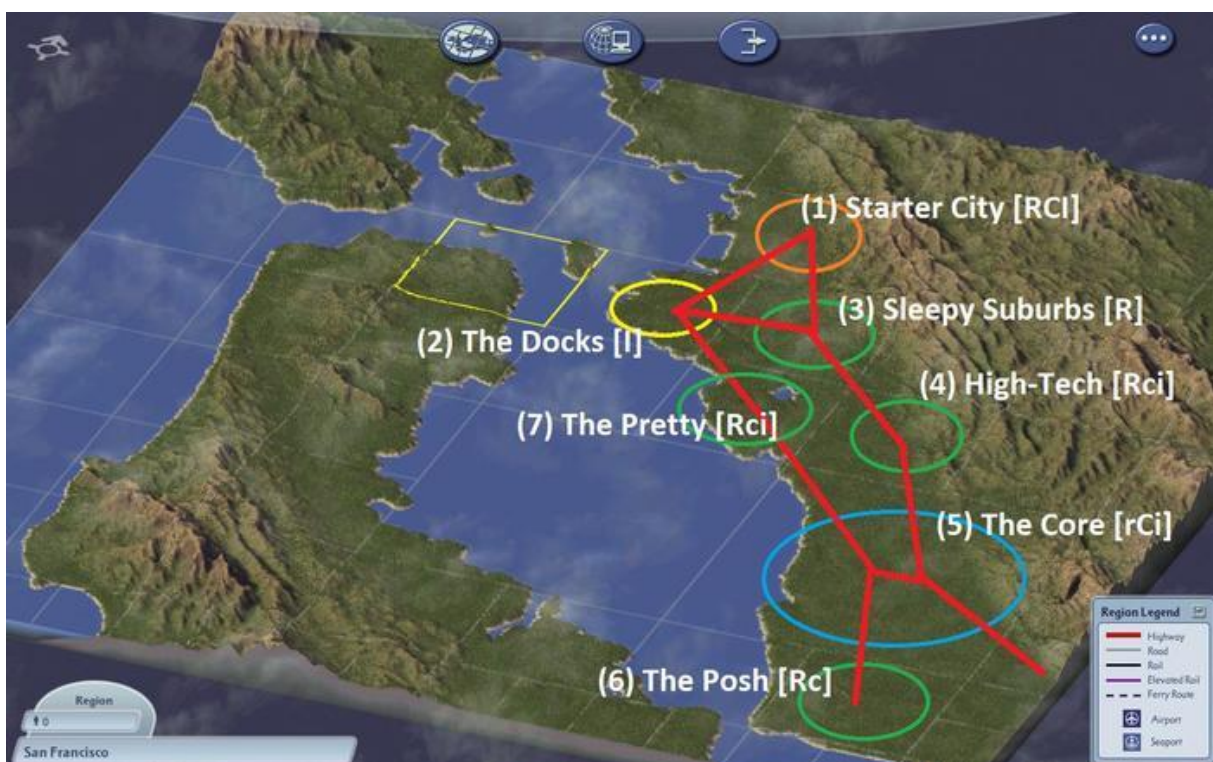 (1) Starter City [RCI]
(3) Sleepy Suburbs [R]
(2) The Docks [I]
(4) High-Tech [Rci]
(7) The Pretty [Rci]
(5) The Core [rCi]
(6) The Posh [Rc]
Region Legend
Highway
Road
Rail
Elevated Rail
Ferry Route
Airport
Seaport
Region
0
San Francisco